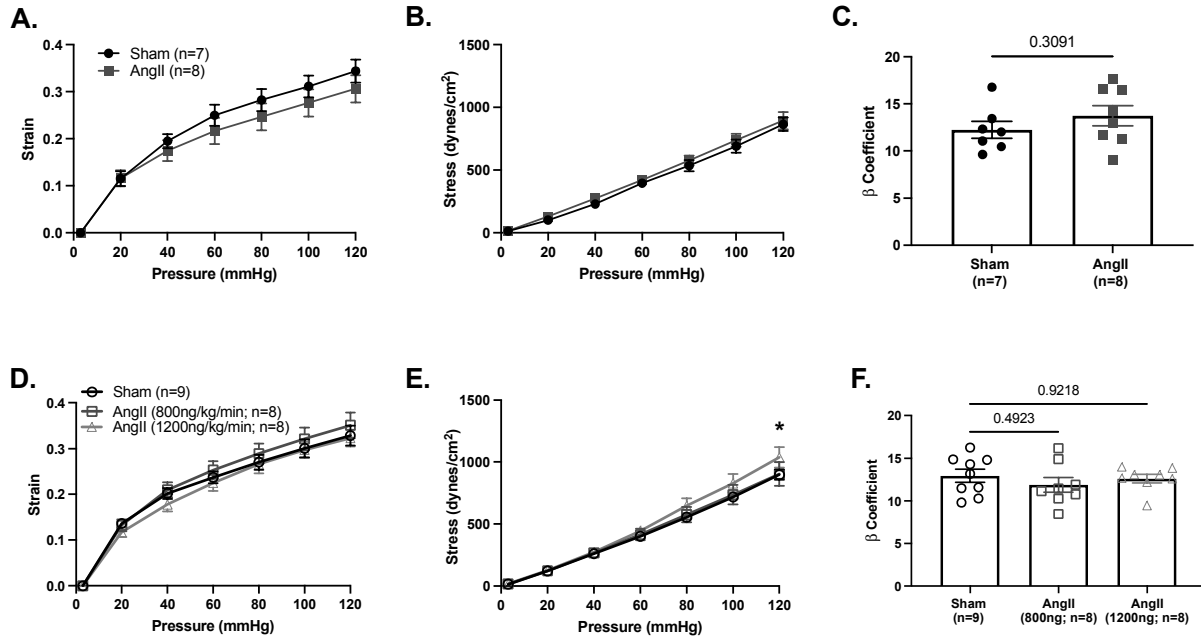 A.
Sham (n=7)
AngII (n=8)
0.4
0.3
0.2
0.1
0.0
Strain
0 20 40 60 80 100 120
Pressure (mmHg)
B.
1500
1000
500
0
Stress (dynes/cm²)
0 20 40 60 80 100 120
Pressure (mmHg)
C.
0.3091
20
15
10
5
0
β Coefficient
Sham
(n=7)
AngII
(n=8)
D.
Sham (n=9)
AngII (800ng/kg/min; n=8)
AngII (1200ng/kg/min; n=8)
0.4
0.3
0.2
0.1
0.0
Strain
0 20 40 60 80 100 120
Pressure (mmHg)
E.
1500
1000
500
0
Stress (dynes/cm²)
*
0 20 40 60 80 100 120
Pressure (mmHg)
F.
0.9218
0.4923
20
15
10
5
0
β Coefficient
Sham
(n=9)
AngII
(800ng; n=8)
AngII
(1200ng; n=8)